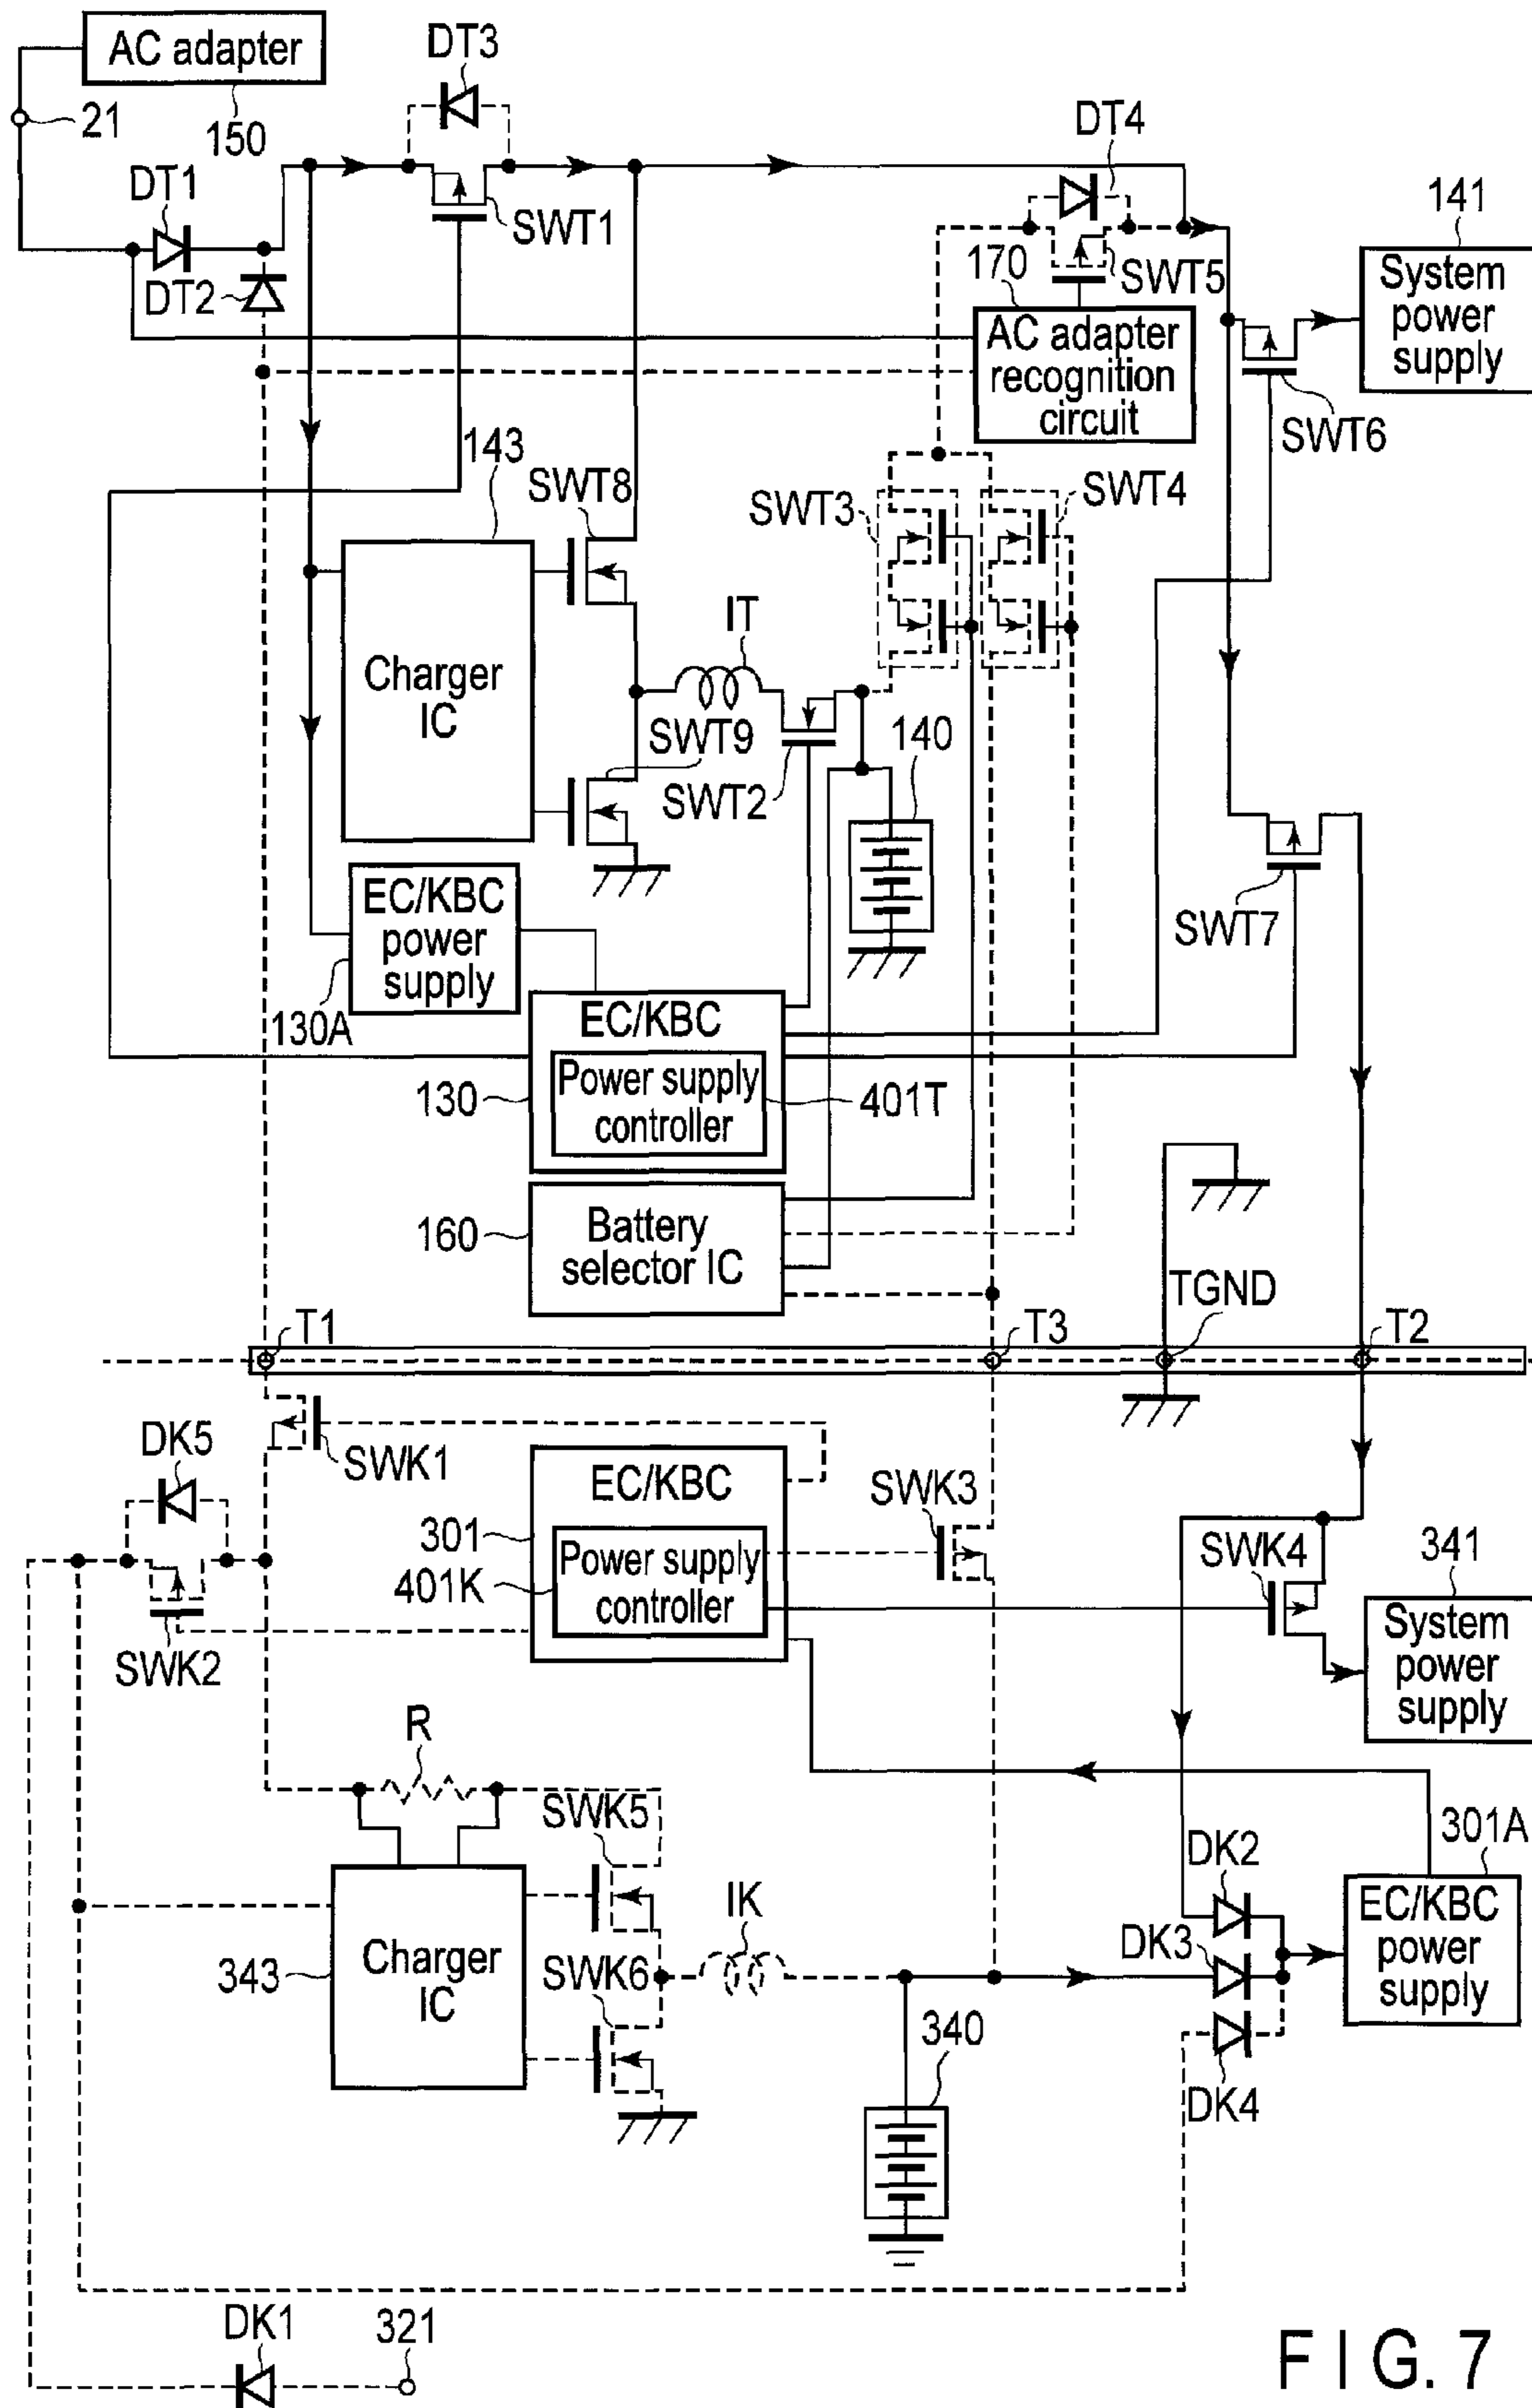 AC adapter
DT3
21
150
DT4
DT1
SWT1
141
DT2
170
SWT5
System
power
supply
AC adapter
recognition
circuit
SWT6
143
SWT8
SWT3
SWT4
IT
Charger
IC
SWT9
140
SWT2
EC/KBC
power
supply
SWT7
130A
EC/KBC
Power supply
controller
130
401T
160
Battery
selector IC
TGND
T1
T3
T2
DK5
SWK1
EC/KBC
SWK3
301
Power supply
controller
401K
SWK4
341
SWK2
System
power
supply
R
SWK5
301A
DK2
IK
EC/KBC
power
supply
DK3
343
Charger
IC
SWK6
340
DK4
DK1
321
FIG. 7